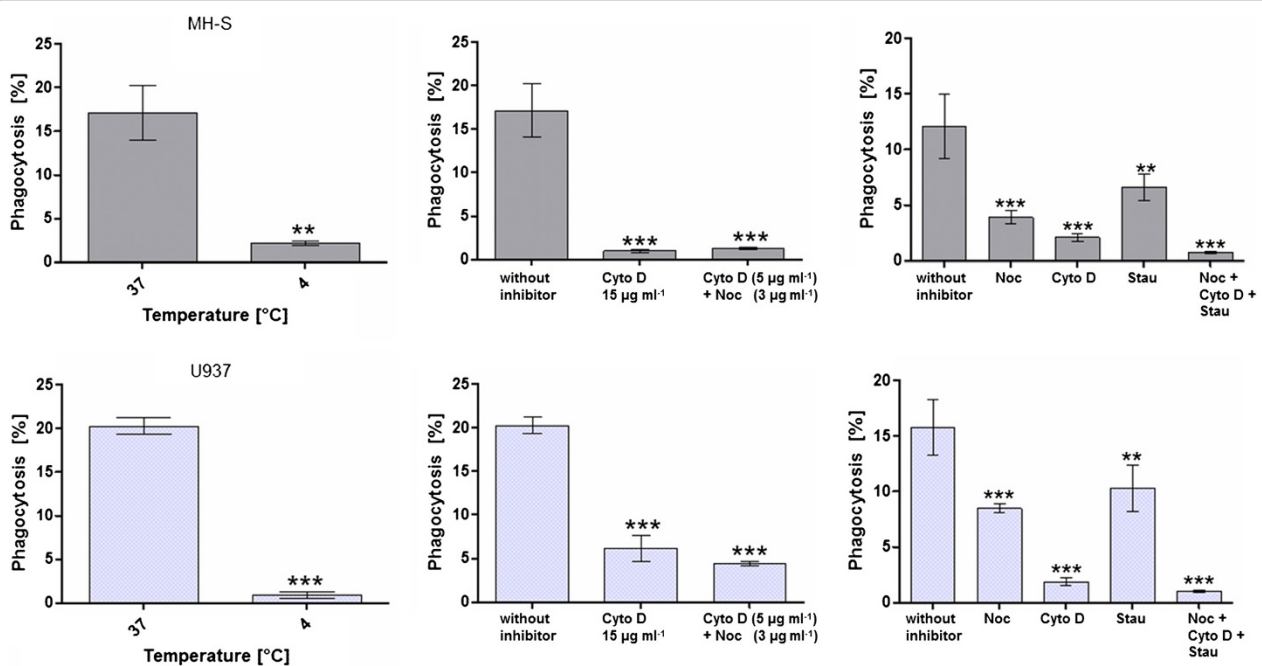 MH-S
Phagocytosis [%]
25
20
15
10
5
0
**
37
4
Temperature [°C]
Phagocytosis [%]
25
20
15
10
5
0
***
***
without
inhibitor
Cyto D
15 µg ml-1
Cyto D (5 µg ml-1)
+ Noc (3 µg ml-1)
Phagocytosis [%]
20
15
10
5
0
***
***
**
***
without
inhibitor
Noc
Cyto D
Stau
Noc +
Cyto D +
Stau
U937
Phagocytosis [%]
25
20
15
10
5
0
***
37
4
Temperature [°C]
Phagocytosis [%]
25
20
15
10
5
0
***
***
without
inhibitor
Cyto D
15 µg ml-1
Cyto D (5 µg ml-1)
+ Noc (3 µg ml-1)
Phagocytosis [%]
20
15
10
5
0
***
***
**
***
without
inhibitor
Noc
Cyto D
Stau
Noc +
Cyto D +
Stau